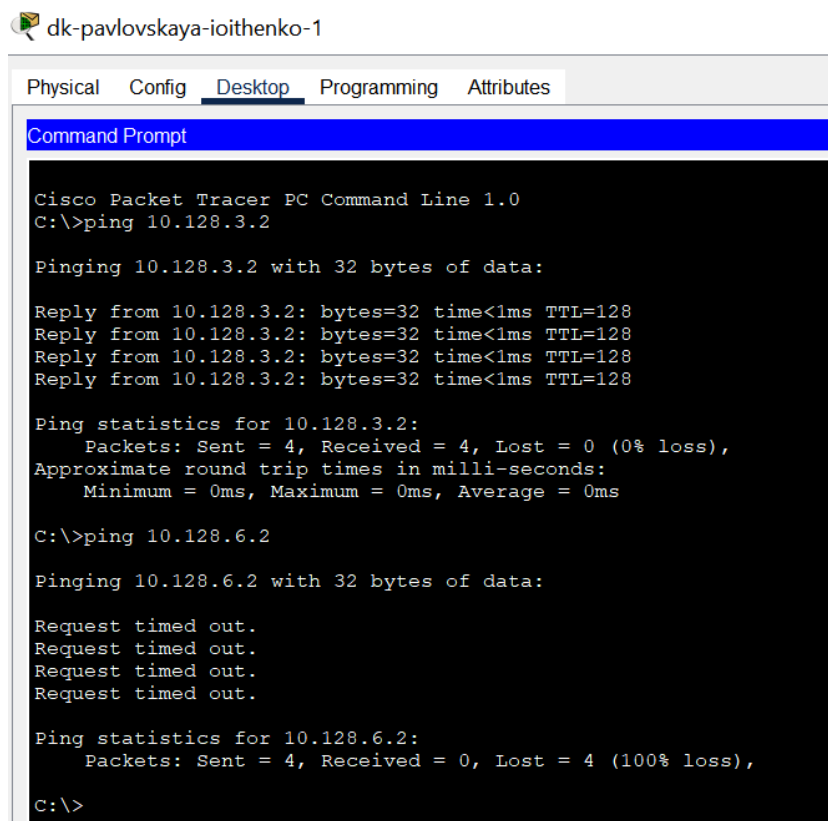 dk-pavlovskaya-ioithenko-1
Physical Config Desktop Programming Attributes
Command Prompt
Cisco Packet Tracer PC Command Line 1.0
C:\>ping 10.128.3.2
Pinging 10.128.3.2 with 32 bytes of data:
Reply from 10.128.3.2: bytes=32 time<1ms TTL=128
Reply from 10.128.3.2: bytes=32 time<1ms TTL=128
Reply from 10.128.3.2: bytes=32 time<1ms TTL=128
Reply from 10.128.3.2: bytes=32 time<1ms TTL=128
Ping statistics for 10.128.3.2:
Packets: Sent = 4, Received = 4, Lost = 0 (0% loss),
Approximate round trip times in milli-seconds:
Minimum = 0ms, Maximum = 0ms, Average = 0ms
C:\>ping 10.128.6.2
Pinging 10.128.6.2 with 32 bytes of data:
Request timed out.
Request timed out.
Request timed out.
Request timed out.
Ping statistics for 10.128.6.2:
Packets: Sent = 4, Received = 0, Lost = 4 (100% loss),
C:\>